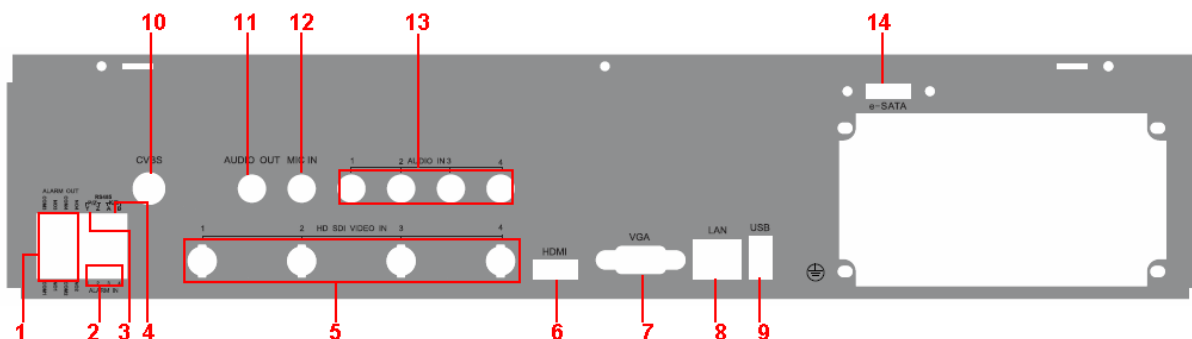 10 11 12 13 14
e-SATA
CVBS AUDIO OUT MIC IN 1 2 AUDIO IN 3 4
ALARM OUT
RS485
1 2 HD SDI VIDEO IN 3 4
HDMI VGA LAN USB
ALARM IN
1 2 3 4 5 6 7 8 9